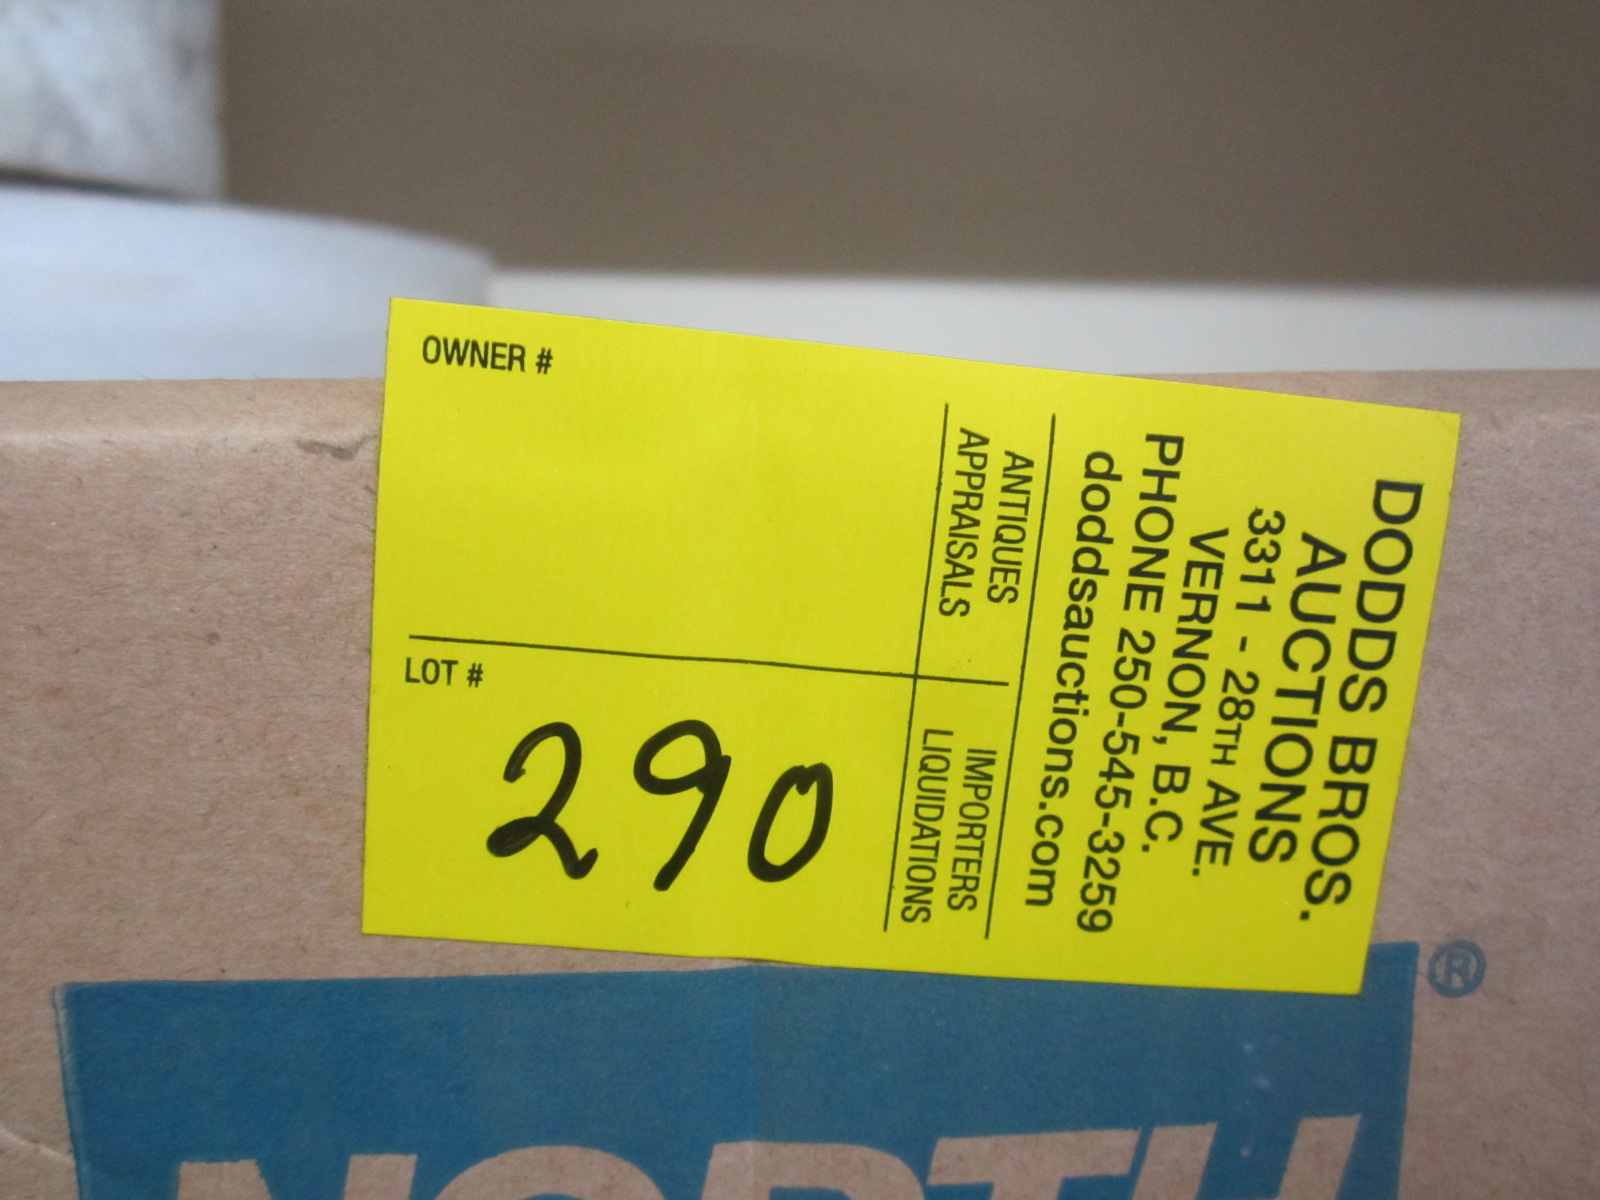 OWNER #
LOT #
290
DODDS BROS.
AUCTIONS
3311 - 28TH AVE.
VERNON, B.C.
PHONE 250-545-3259
doddsauctions.com
ANTIQUES
APPRAISALS
IMPORTERS
LIQUIDATIONS
NORTH
®